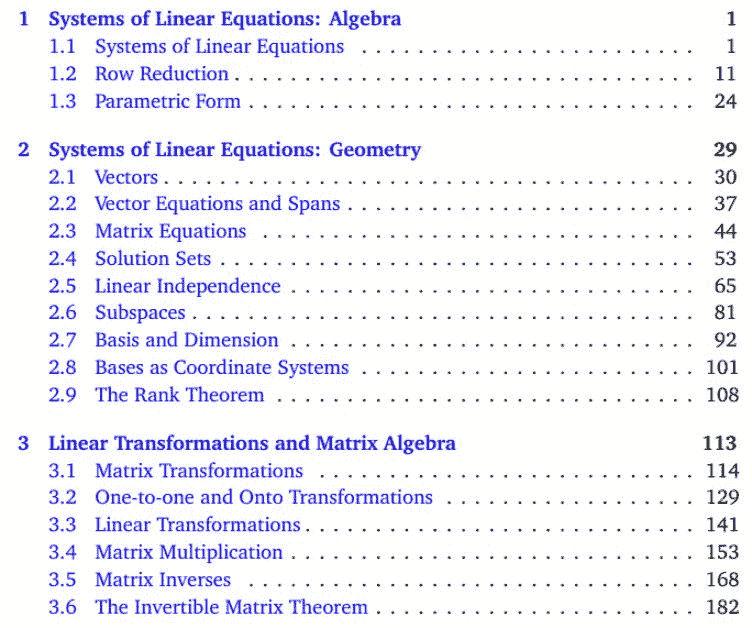 1 Systems of Linear Equations: Algebra 1
1.1 Systems of Linear Equations . . . . . . . . . . . . . . . . . . . . . . . . 1
1.2 Row Reduction . . . . . . . . . . . . . . . . . . . . . . . . . . . . . . . . . 11
1.3 Parametric Form . . . . . . . . . . . . . . . . . . . . . . . . . . . . . . . . 24
2 Systems of Linear Equations: Geometry 29
2.1 Vectors . . . . . . . . . . . . . . . . . . . . . . . . . . . . . . . . . . . . . . 30
2.2 Vector Equations and Spans . . . . . . . . . . . . . . . . . . . . . . . . . 37
2.3 Matrix Equations . . . . . . . . . . . . . . . . . . . . . . . . . . . . . . . 44
2.4 Solution Sets . . . . . . . . . . . . . . . . . . . . . . . . . . . . . . . . . . 53
2.5 Linear Independence . . . . . . . . . . . . . . . . . . . . . . . . . . . . . 65
2.6 Subspaces . . . . . . . . . . . . . . . . . . . . . . . . . . . . . . . . . . . . 81
2.7 Basis and Dimension . . . . . . . . . . . . . . . . . . . . . . . . . . . . . 92
2.8 Bases as Coordinate Systems . . . . . . . . . . . . . . . . . . . . . . . . 101
2.9 The Rank Theorem . . . . . . . . . . . . . . . . . . . . . . . . . . . . . . 108
3 Linear Transformations and Matrix Algebra 113
3.1 Matrix Transformations . . . . . . . . . . . . . . . . . . . . . . . . . . . 114
3.2 One-to-one and Onto Transformations . . . . . . . . . . . . . . . . . . 129
3.3 Linear Transformations . . . . . . . . . . . . . . . . . . . . . . . . . . . . 141
3.4 Matrix Multiplication . . . . . . . . . . . . . . . . . . . . . . . . . . . . . 153
3.5 Matrix Inverses . . . . . . . . . . . . . . . . . . . . . . . . . . . . . . . . 168
3.6 The Invertible Matrix Theorem . . . . . . . . . . . . . . . . . . . . . . . 182